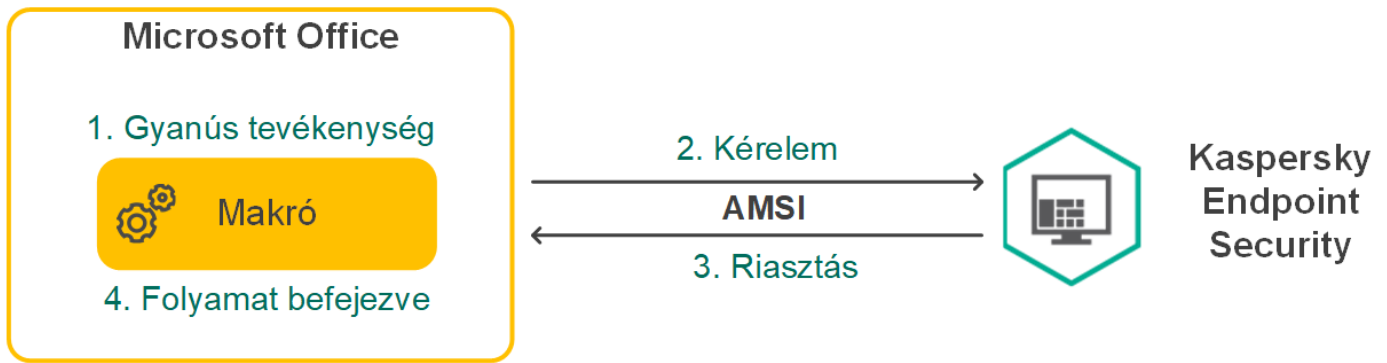 Microsoft Office
1. Gyanús tevékenység
Makró
4. Folyamat befejezve
2. Kérelem
AMSI
3. Riasztás
Kaspersky
Endpoint
Security